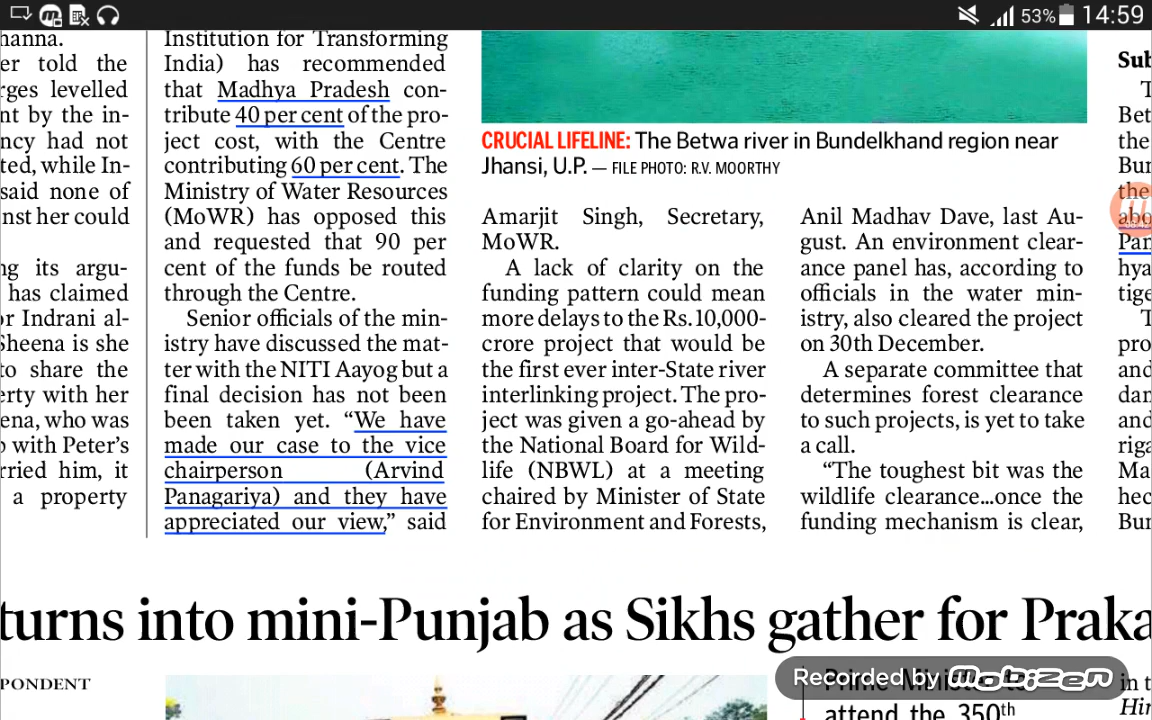 53% 14:59
hanna.
er told the
rges levelled
nt by the in-
ncy had not
ted, while In-
said none of
nst her could
ng its argu-
has claimed
or Indrani al-
Sheena is she
to share the
erty with her
ena, who was
with Peter's
rried him, it
a property
Institution for Transforming
India) has recommended
that Madhya Pradesh con-
tribute 40 per cent of the pro-
ject cost, with the Centre
contributing 60 per cent. The
Ministry of Water Resources
(MoWR) has opposed this
and requested that 90 per
cent of the funds be routed
through the Centre.
Senior officials of the min-
istry have discussed the mat-
ter with the NITI Aayog but a
final decision has not been
been taken yet. “We have
made our case to the vice
chairperson (Arvind
Panagariya) and they have
appreciated our view,” said
CRUCIAL LIFELINE: The Betwa river in Bundelkhand region near
Jhansi, U.P. — FILE PHOTO: R.V. MOORTHY
Amarjit Singh, Secretary,
MoWR.
A lack of clarity on the
funding pattern could mean
more delays to the Rs. 10,000-
crore project that would be
the first ever inter-State river
interlinking project. The pro-
ject was given a go-ahead by
the National Board for Wild-
life (NBWL) at a meeting
chaired by Minister of State
for Environment and Forests,
Anil Madhav Dave, last Au-
gust. An environment clear-
ance panel has, according to
officials in the water min-
istry, also cleared the project
on 30th December.
A separate committee that
determines forest clearance
to such projects, is yet to take
a call.
“The toughest bit was the
wildlife clearance...once the
funding mechanism is clear,
Sub
T
Bet
the
Bun
the
abo
Pan
hya
tige
T
pro
and
dan
and
riga
Ma
hec
Bun
turns into mini-Punjab as Sikhs gather for Praka
PONDENT
Prime Minister to
attend the 350th
in t
Hir
Recorded by mobizen